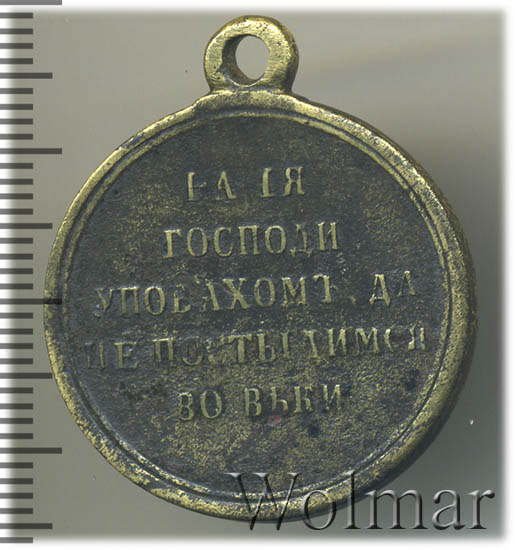 НА ТЯ
ГОСПОДИ
УПОВАХОМЪ, ДА
НЕ ПОСТЫДИМСЯ
ВО ВѢКИ
Wolmar